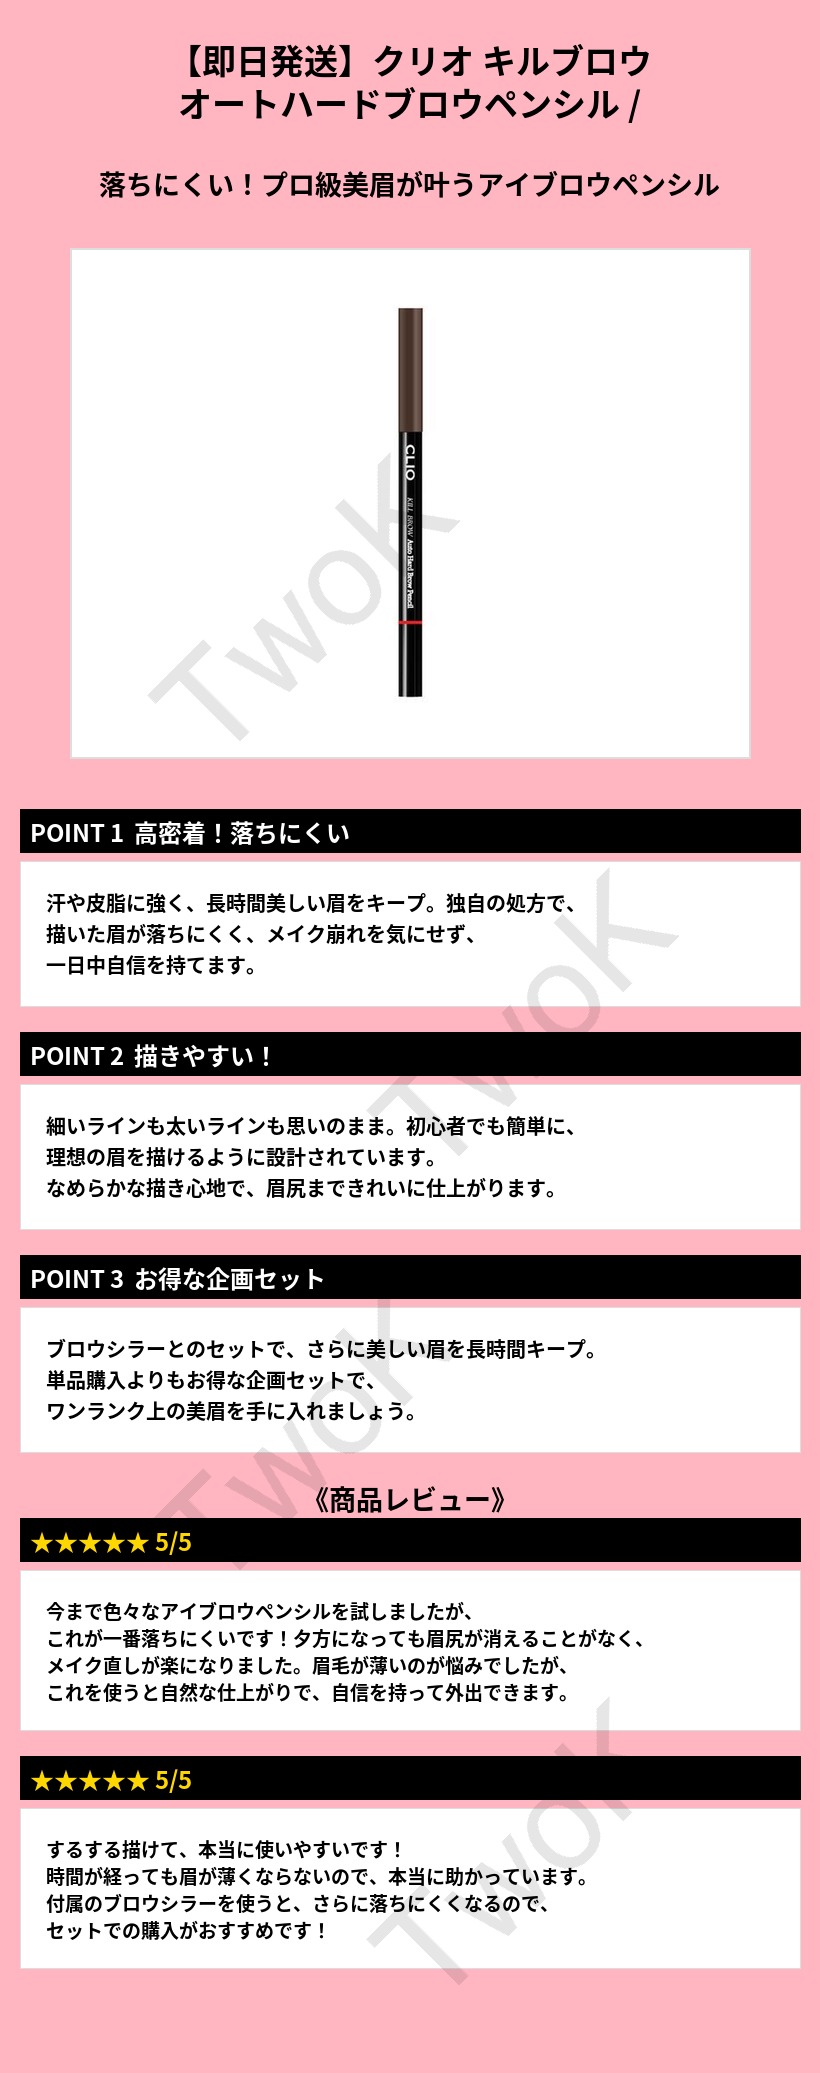 【即日発送】クリオ キルブロウ
オートハードブロウペンシル /
落ちにくい！プロ級美眉が叶うアイブロウペンシル
CLIO KILL BROW Auto Hard Brow Pencil
TwoK
POINT 1 高密着！落ちにくい
汗や皮脂に強く、長時間美しい眉をキープ。独自の処方で、
描いた眉が落ちにくく、メイク崩れを気にせず、
一日中自信を持てます。
TwoK
POINT 2 描きやすい！
細いラインも太いラインも思いのまま。初心者でも簡単に、
理想の眉を描けるように設計されています。
なめらかな描き心地で、眉尻まできれいに仕上がります。
POINT 3 お得な企画セット
ブロウシラーとのセットで、さらに美しい眉を長時間キープ。
単品購入よりもお得な企画セットで、
ワンランク上の美眉を手に入れましょう。
TwoK
《商品レビュー》
★★★★★ 5/5
今まで色々なアイブロウペンシルを試しましたが、
これが一番落ちにくいです！夕方になっても眉尻が消えることがなく、
メイク直しが楽になりました。眉毛が薄いのが悩みでしたが、
これを使うと自然な仕上がりで、自信を持って外出できます。
★★★★★ 5/5
するする描けて、本当に使いやすいです！
時間が経っても眉が薄くならないので、本当に助かっています。
付属のブロウシラーを使うと、さらに落ちにくくなるので、
セットでの購入がおすすめです！
TwoK